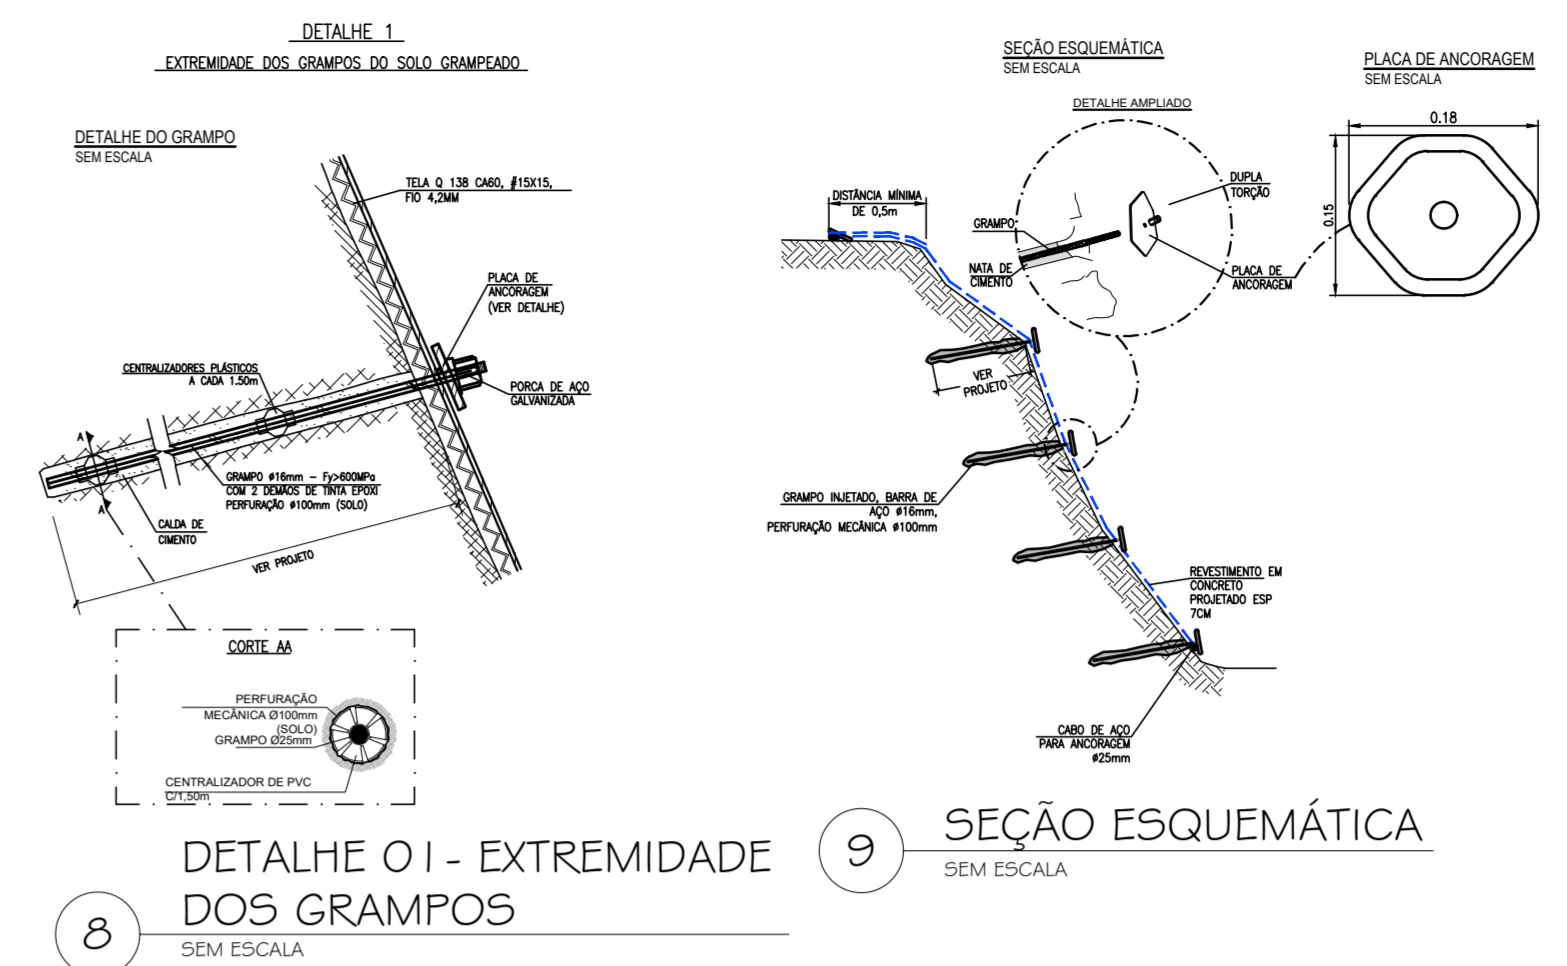 DETALHE 1
EXTREMIDADE DOS GRAMPOS DO SOLO GRAMPEADO
DETALHE DO GRAMPO
SEM ESCALA
TELA Q 138 CA60, #15X15,
FIO 4,2MM
PLACA DE
ANCORAGEM
(VER DETALHE)
CENTRALIZADORES PLÁSTICOS
A CADA 1.50m
PORCA DE AÇO
GALVANIZADA
A
GRAMPO ø16mm - Fy>600MPa
COM 2 DEMÃOS DE TINTA EPOXI
PERFURAÇÃO ø100mm (SOLO)
A
CALDA DE
CIMENTO
VER PROJETO
CORTE AA
PERFURAÇÃO
MECÂNICA Ø100mm
(SOLO)
GRAMPO Ø25mm
CENTRALIZADOR DE PVC
C/1,50m
DETALHE 01- EXTREMIDADE
DOS GRAMPOS
8
SEM ESCALA
SEÇÃO ESQUEMÁTICA
SEM ESCALA
DETALHE AMPLIADO
DISTÂNCIA MÍNIMA
DE 0,5m
GRAMPO
NATA DE
CIMENTO
DUPLA
TORÇÃO
PLACA DE
ANCORAGEM
VER
PROJETO
GRAMPO INJETADO, BARRA DE
AÇO ø16mm,
PERFURAÇÃO MECÂNICA ø100mm
REVESTIMENTO EM
CONCRETO
PROJETADO ESP
7CM
CABO DE AÇO
PARA ANCORAGEM
ø25mm
PLACA DE ANCORAGEM
SEM ESCALA
0.18
0.15
9
SEÇÃO ESQUEMÁTICA
SEM ESCALA